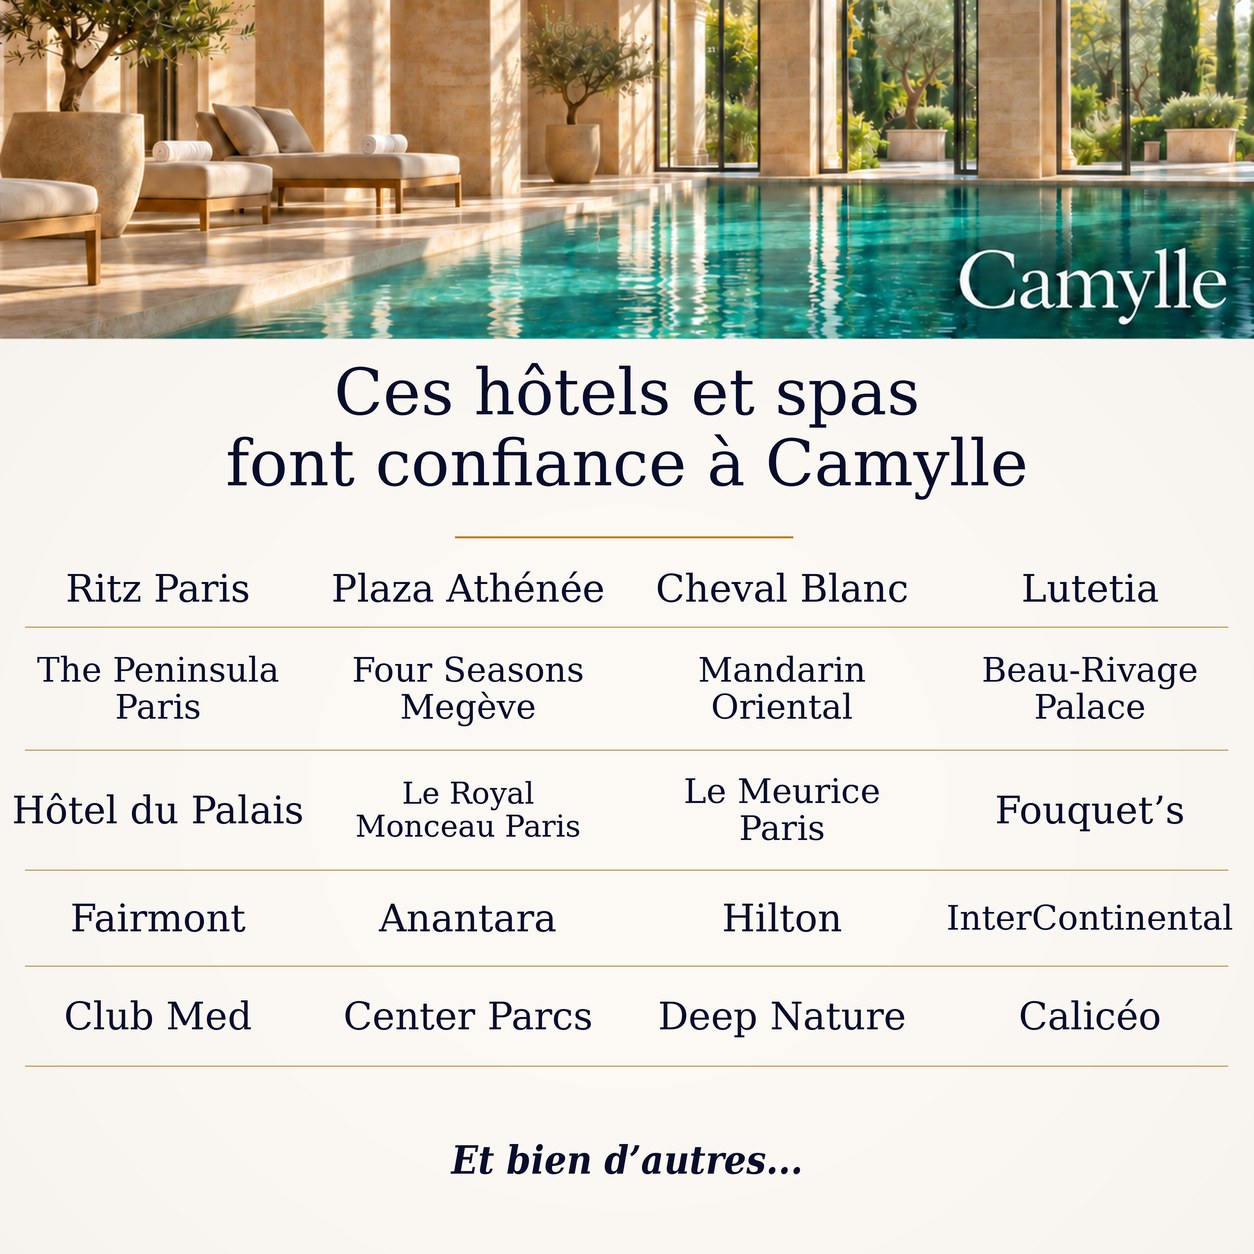 Camylle
Ces hôtels et spas
font confiance à Camylle
Ritz Paris
Plaza Athénée
Cheval Blanc
Lutetia
The Peninsula
Paris
Four Seasons
Megève
Mandarin
Oriental
Beau-Rivage
Palace
Hôtel du Palais
Le Royal
Monceau Paris
Le Meurice
Paris
Fouquet’s
Fairmont
Anantara
Hilton
InterContinental
Club Med
Center Parcs
Deep Nature
Calicéo
Et bien d’autres...